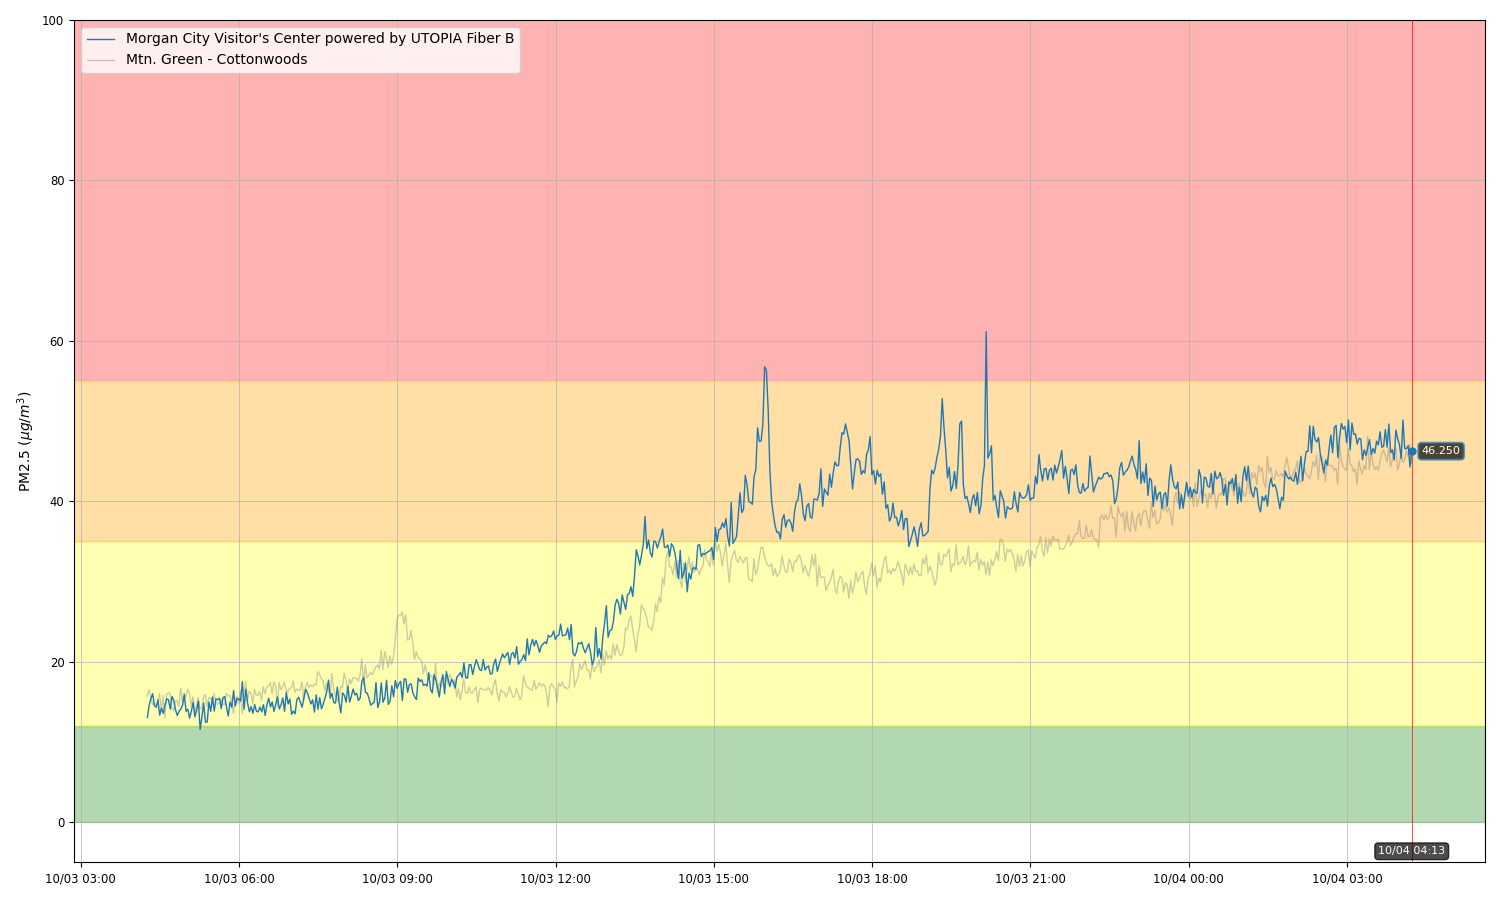 100
Morgan City Visitor's Center powered by UTOPIA Fiber B
Mtn. Green - Cottonwoods
80
60
PM2.5 (μg/m³)
46.250
40
20
0
10/04 04:13
10/03 03:00 10/03 06:00 10/03 09:00 10/03 12:00 10/03 15:00 10/03 18:00 10/03 21:00 10/04 00:00 10/04 03:00